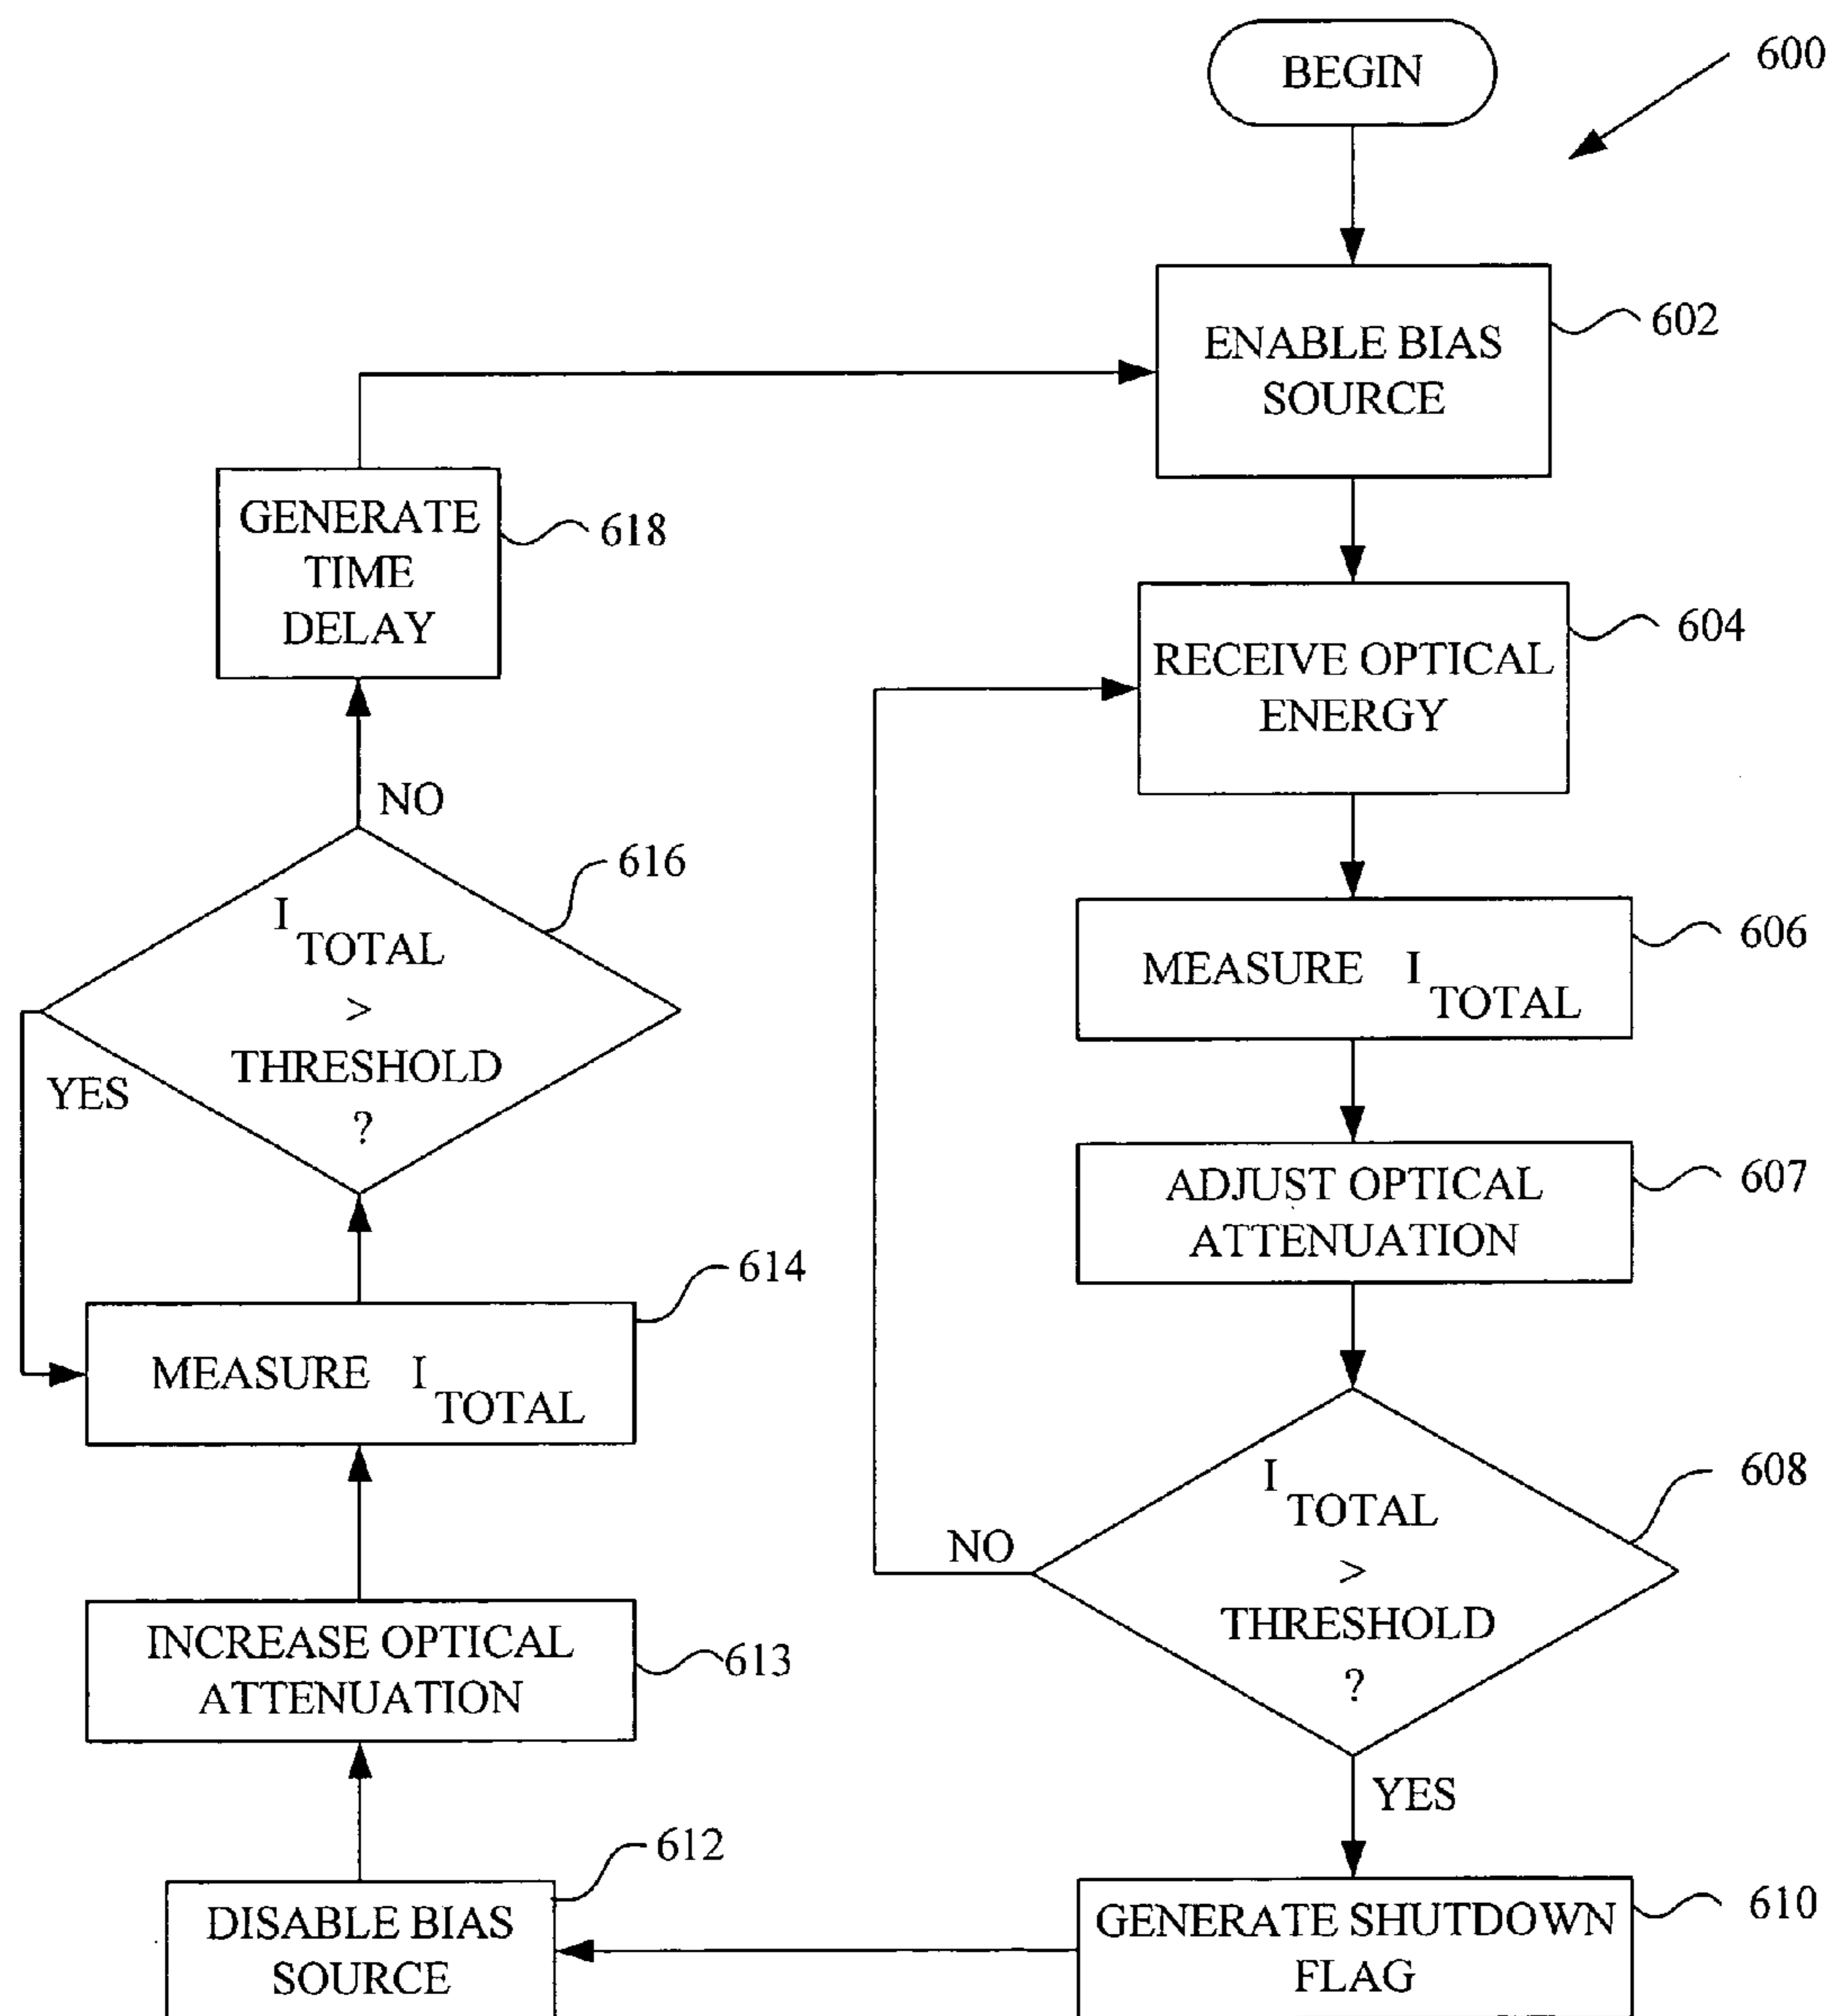 BEGIN
600
ENABLE BIAS
SOURCE
602
GENERATE
TIME
DELAY
618
RECEIVE OPTICAL
ENERGY
604
NO
I
TOTAL
>
THRESHOLD
?
616
YES
MEASURE I
TOTAL
606
ADJUST OPTICAL
ATTENUATION
607
MEASURE I
TOTAL
614
I
TOTAL
>
THRESHOLD
?
608
NO
YES
INCREASE OPTICAL
ATTENUATION
613
DISABLE BIAS
SOURCE
612
GENERATE SHUTDOWN
FLAG
610